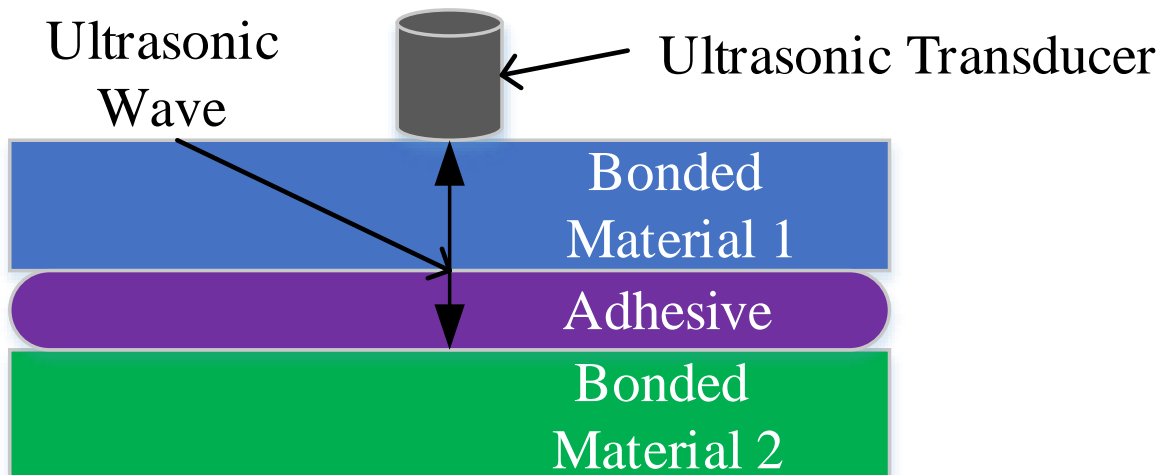 Ultrasonic
Wave
Ultrasonic Transducer
Bonded
Material 1
Adhesive
Bonded
Material 2